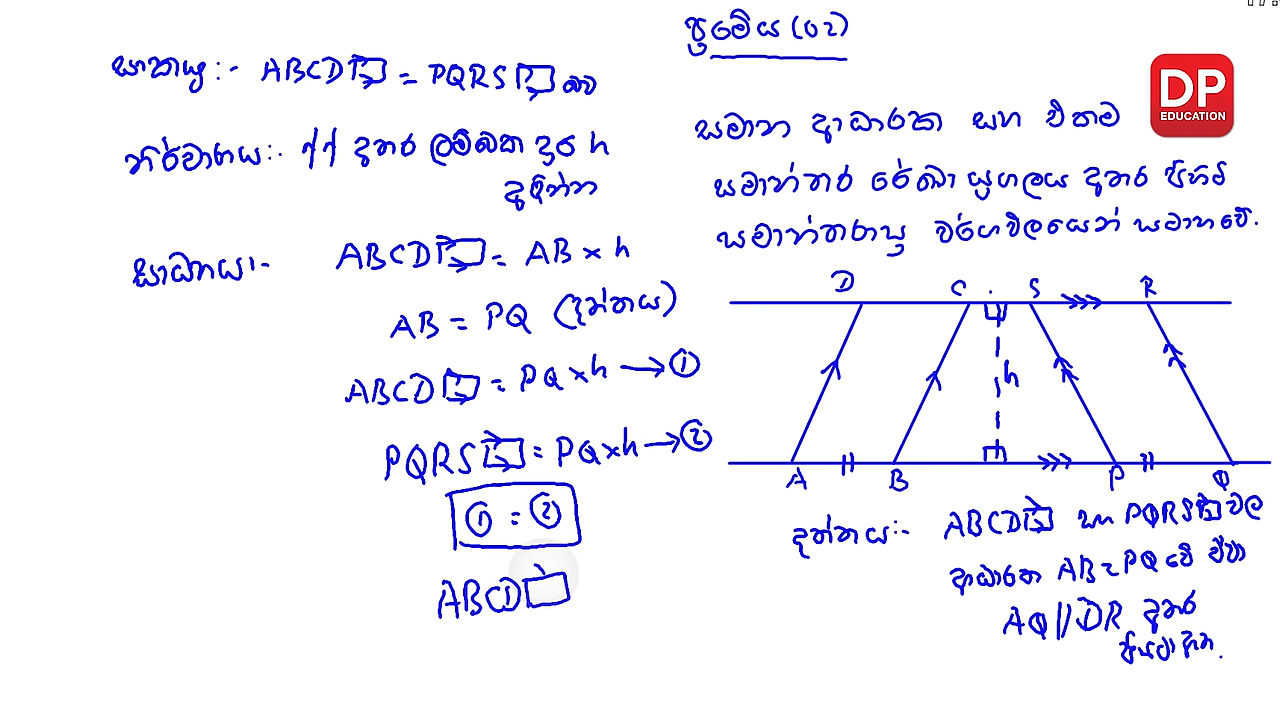 ප්‍රමේය (02)
DP
EDUCATION
සමාන ආධාරක සහ එකම
සමාන්තර රේඛා යුගලය අතර පිහිටි
සමාන්තරාස්‍ර වර්ගඵලයෙන් සමානවේ.
D C S R
h
A B P Q
දත්තය:- ABCD▱ සහ PQRS▱ වල
ආධාරක AB = PQ වේ ඒවා
AQ // DR අතර
පිහිටා ඇත.
සා.ක.යු:- ABCD▱ = PQRS▱ බව
නිර්මාණය:- // අතර ලම්බක දුර h
ඇඳීන්න
සාධනය:- ABCD▱ = AB × h
AB = PQ (දත්තය)
ABCD▱ = PQ × h → ①
PQRS▱ = PQ × h → ②
① = ②
ABCD▱